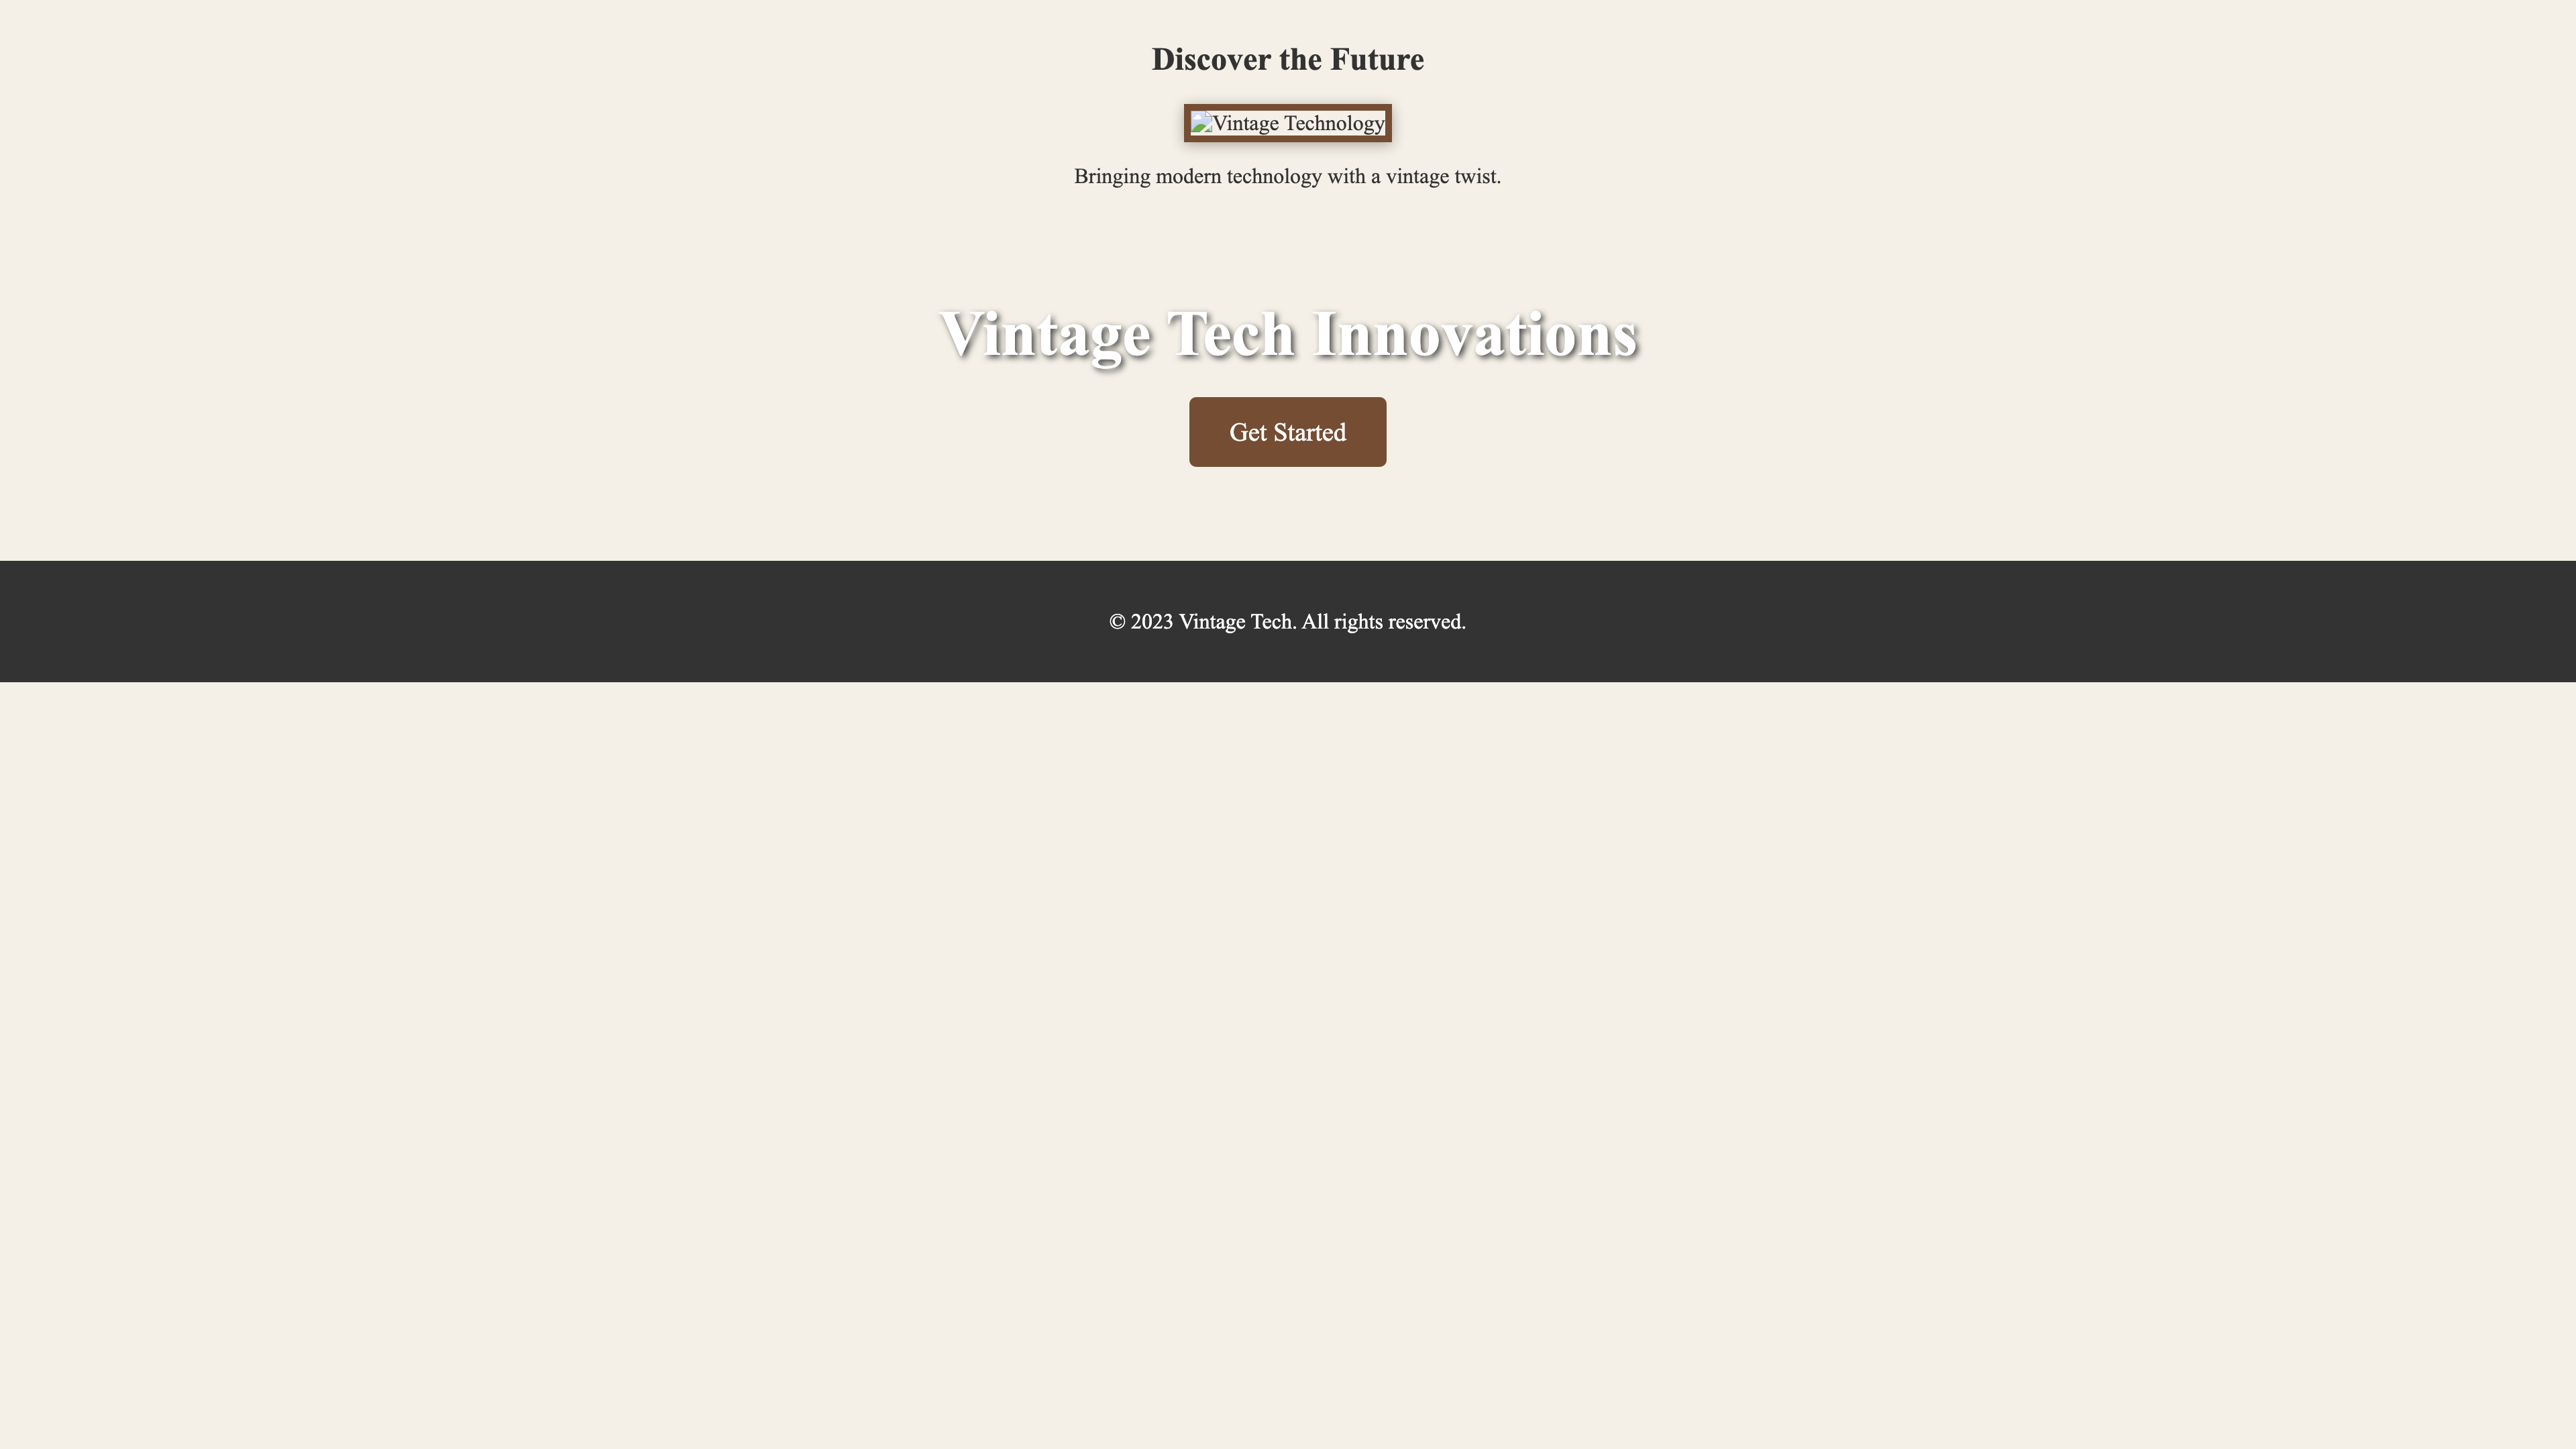 Discover the Future
Vintage Technology
Bringing modern technology with a vintage twist.
Vintage Tech Innovations
Get Started
© 2023 Vintage Tech. All rights reserved.